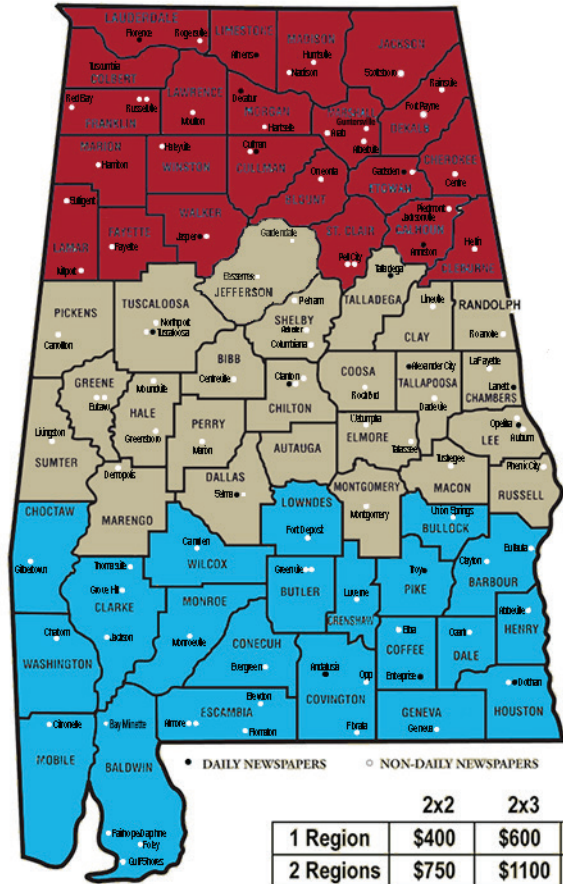 LAUDERDALE
Florence
Rogersville
LIMESTONE
Athens
MADISON
Huntsville
Madison
JACKSON
Scottsboro
Tuscumbia
COLBERT
Rainsville
Red Bay
Russellville
FRANKLIN
LAWRENCE
Moulton
Decatur
MORGAN
Hartselle
MARSHALL
Guntersville
Arab
Albertville
Fort Payne
DEKALB
MARION
Hamilton
Haleyville
WINSTON
Cullman
CULLMAN
Oneonta
BLOUNT
Gadsden
ETOWAH
CHEROKEE
Centre
Sulligent
LAMAR
Millport
FAYETTE
Fayette
WALKER
Jasper
ST. CLAIR
Pell City
Piedmont
Jacksonville
CALHOUN
Anniston
Heflin
CLEBURNE
Gardendale
Bessemer
JEFFERSON
Talladega
TALLADEGA
PICKENS
Carrollton
TUSCALOOSA
Northport
Tuscaloosa
Pelham
SHELBY
Alabaster
Columbiana
Lineville
CLAY
RANDOLPH
Roanoke
BIBB
Centreville
GREENE
Eutaw
Moundville
HALE
Greensboro
Clanton
CHILTON
COOSA
Rockford
Alexander City
TALLAPOOSA
Dadeville
LaFayette
Lanett
CHAMBERS
Livingston
SUMTER
PERRY
Marion
AUTAUGA
Wetumpka
ELMORE
Tallassee
Opelika
LEE
Auburn
Demopolis
MARENGO
DALLAS
Selma
MONTGOMERY
Montgomery
Tuskegee
MACON
Phenix City
RUSSELL
CHOCTAW
Gilbertown
LOWNDES
Fort Deposit
Union Springs
BULLOCK
Camden
WILCOX
Thomasville
Grove Hill
CLARKE
Jackson
Greenville
BUTLER
Luverne
CRENSHAW
Troy
PIKE
Clayton
Eufaula
BARBOUR
MONROE
Monroeville
Abbeville
HENRY
Chatom
WASHINGTON
CONECUH
Evergreen
Andalusia
Opp
COVINGTON
Florala
Elba
COFFEE
Enterprise
Ozark
DALE
Dothan
HOUSTON
Brewton
ESCAMBIA
Atmore
Flomaton
GENEVA
Geneva
Citronelle
MOBILE
Bay Minette
BALDWIN
Fairhope/Daphne
Foley
Gulf Shores
DAILY NEWSPAPERS
NON-DAILY NEWSPAPERS
2x2 2x3
1 Region $400 $600
2 Regions $750 $1100